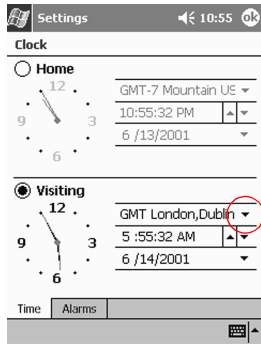 Settings 10:55 ok
Clock
Home
12
9 3
6
GMT-7 Mountain US
10:55:32 PM
6 /13/2001
Visiting
12
9 3
6
GMT London,Dublin
5 :55:32 AM
6 /14/2001
Time Alarms